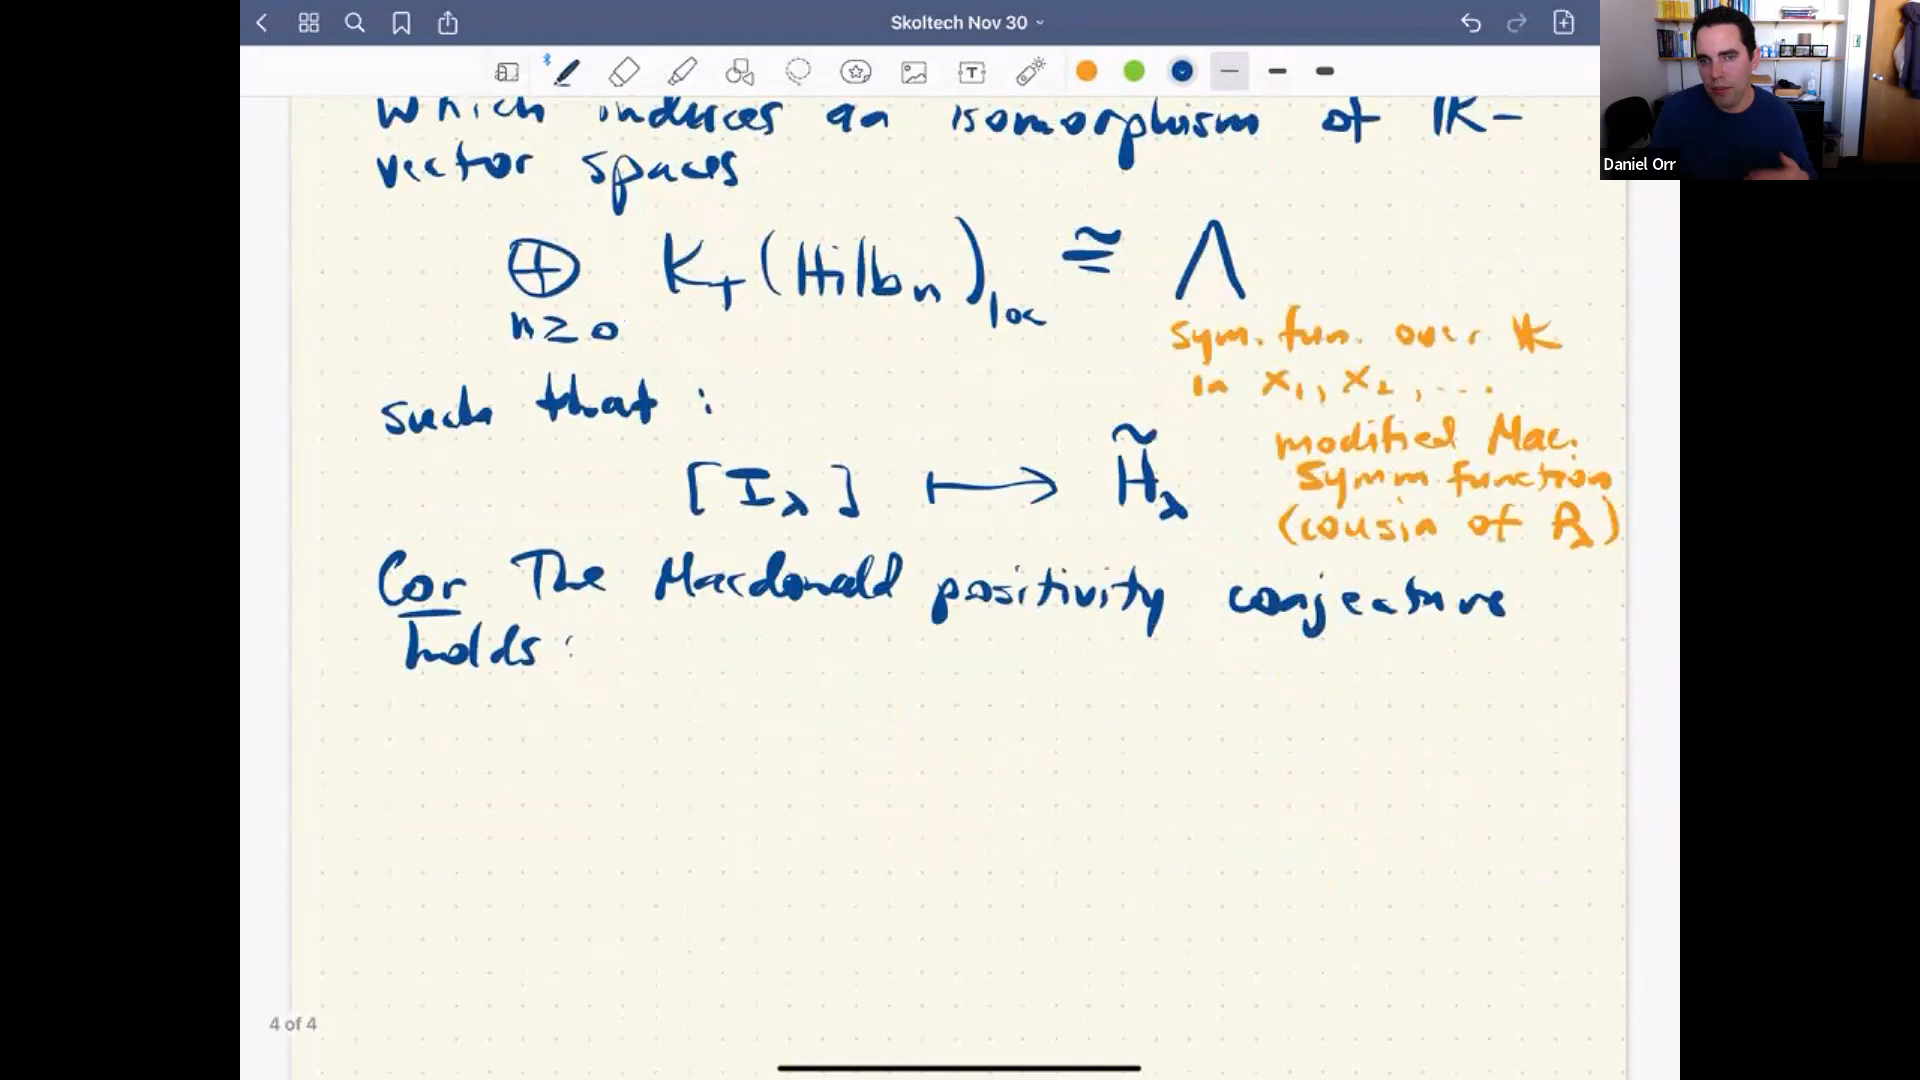 Skoltech Nov 30
Daniel Orr
which induces an isomorphism of K-
vector spaces
⊕ K_T(Hilb_n)_loc ≅ Λ
n≥0
sym. fun. over K
in x₁, x₂, ...
such that:
modified Mac.
Symm function
(cousin of P_λ)
[I_λ] ⟼ H̃_λ
Cor The Macdonald positivity conjecture
holds:
4 of 4